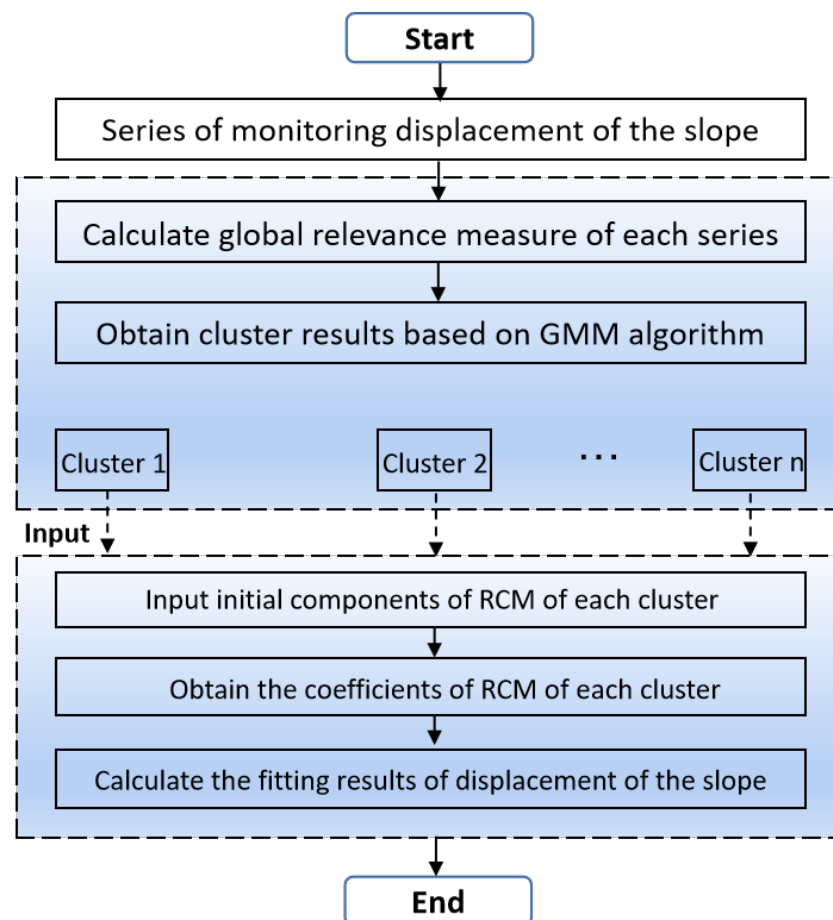 Start
Series of monitoring displacement of the slope
Calculate global relevance measure of each series
Obtain cluster results based on GMM algorithm
Cluster 1
Cluster 2
...
Cluster n
Input
Input initial components of RCM of each cluster
Obtain the coefficients of RCM of each cluster
Calculate the fitting results of displacement of the slope
End